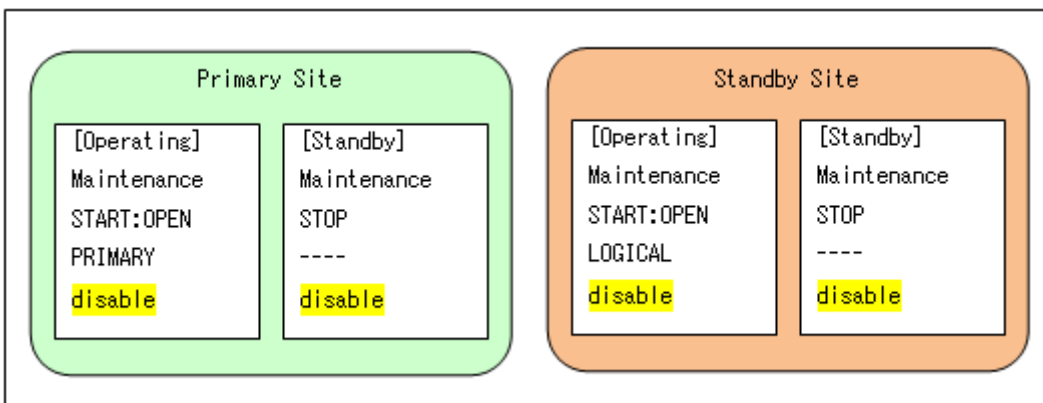 Primary Site
[Operating]
Maintenance
START:OPEN
PRIMARY
disable
[Standby]
Maintenance
STOP
----
disable
Standby Site
[Operating]
Maintenance
START:OPEN
LOGICAL
disable
[Standby]
Maintenance
STOP
----
disable